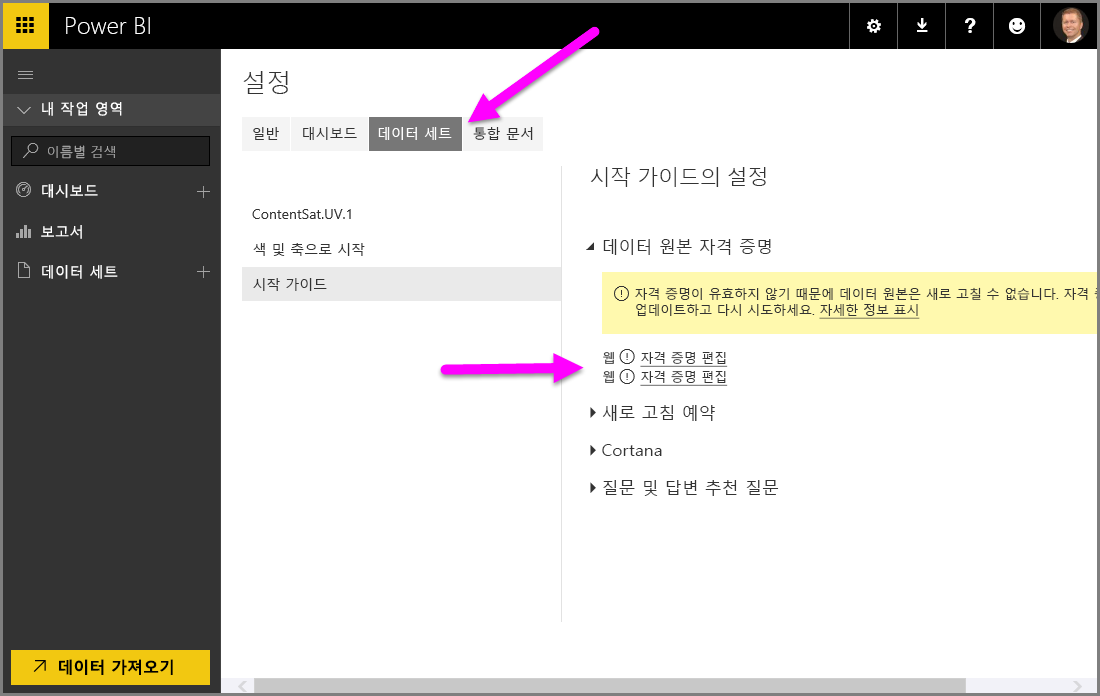 Power BI
?
설정
내 작업 영역
일반 대시보드 데이터 세트 통합 문서
이름별 검색
대시보드
보고서
데이터 세트
ContentSat.UV.1
색 및 축으로 시작
시작 가이드
시작 가이드의 설정
데이터 원본 자격 증명
자격 증명이 유효하지 않기 때문에 데이터 원본은 새로 고칠 수 없습니다. 자격
업데이트하고 다시 시도하세요. 자세한 정보 표시
웹 자격 증명 편집
웹 자격 증명 편집
새로 고침 예약
Cortana
질문 및 답변 추천 질문
데이터 가져오기